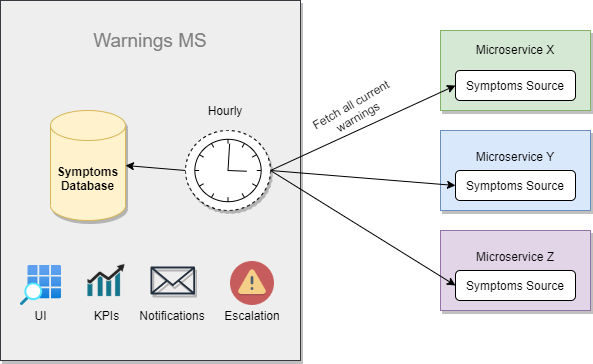 Warnings MS
Hourly
Symptoms
Database
UI
KPIs
Notifications
Escalation
Fetch all current
warnings
Microservice X
Symptoms Source
Microservice Y
Symptoms Source
Microservice Z
Symptoms Source